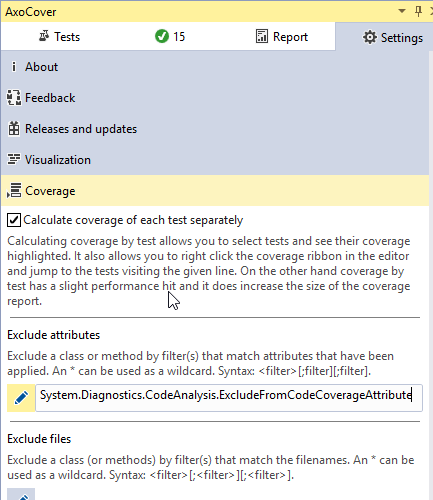 AxoCover
Tests
15
Report
Settings
About
Feedback
Releases and updates
Visualization
Coverage
Calculate coverage of each test separately
Calculating coverage by test allows you to select tests and see their coverage
highlighted. It also allows you to right click the coverage ribbon in the editor
and jump to the tests visiting the given line. On the other hand coverage by
test has a slight performance hit and it does increase the size of the coverage
report.
Exclude attributes
Exclude a class or method by filter(s) that match attributes that have been
applied. An * can be used as a wildcard. Syntax: <filter>[;filter][;filter].
System.Diagnostics.CodeAnalysis.ExcludeFromCodeCoverageAttribute
Exclude files
Exclude a class (or methods) by filter(s) that match the filenames. An * can be
used as a wildcard. Syntax: <filter>[;<filter>][;<filter>].